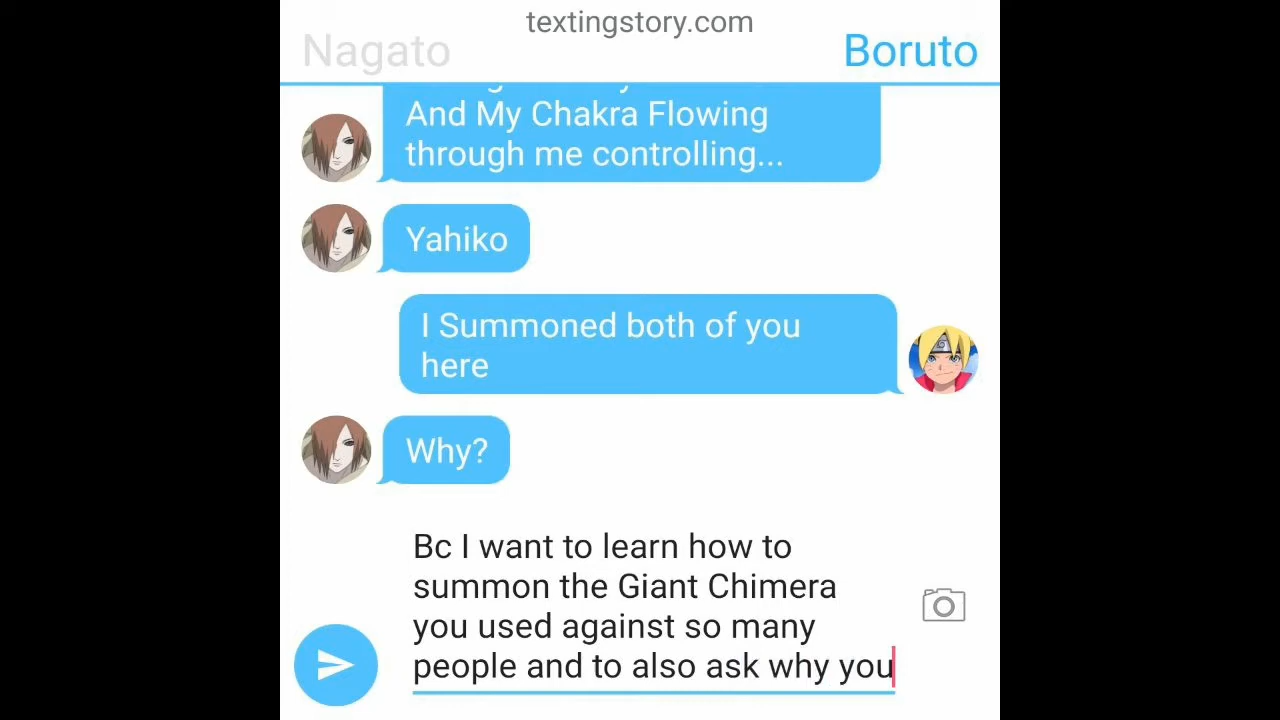 textingstory.com
Nagato
Boruto
And My Chakra Flowing
through me controlling...
Yahiko
I Summoned both of you
here
Why?
Bc I want to learn how to
summon the Giant Chimera
you used against so many
people and to also ask why you